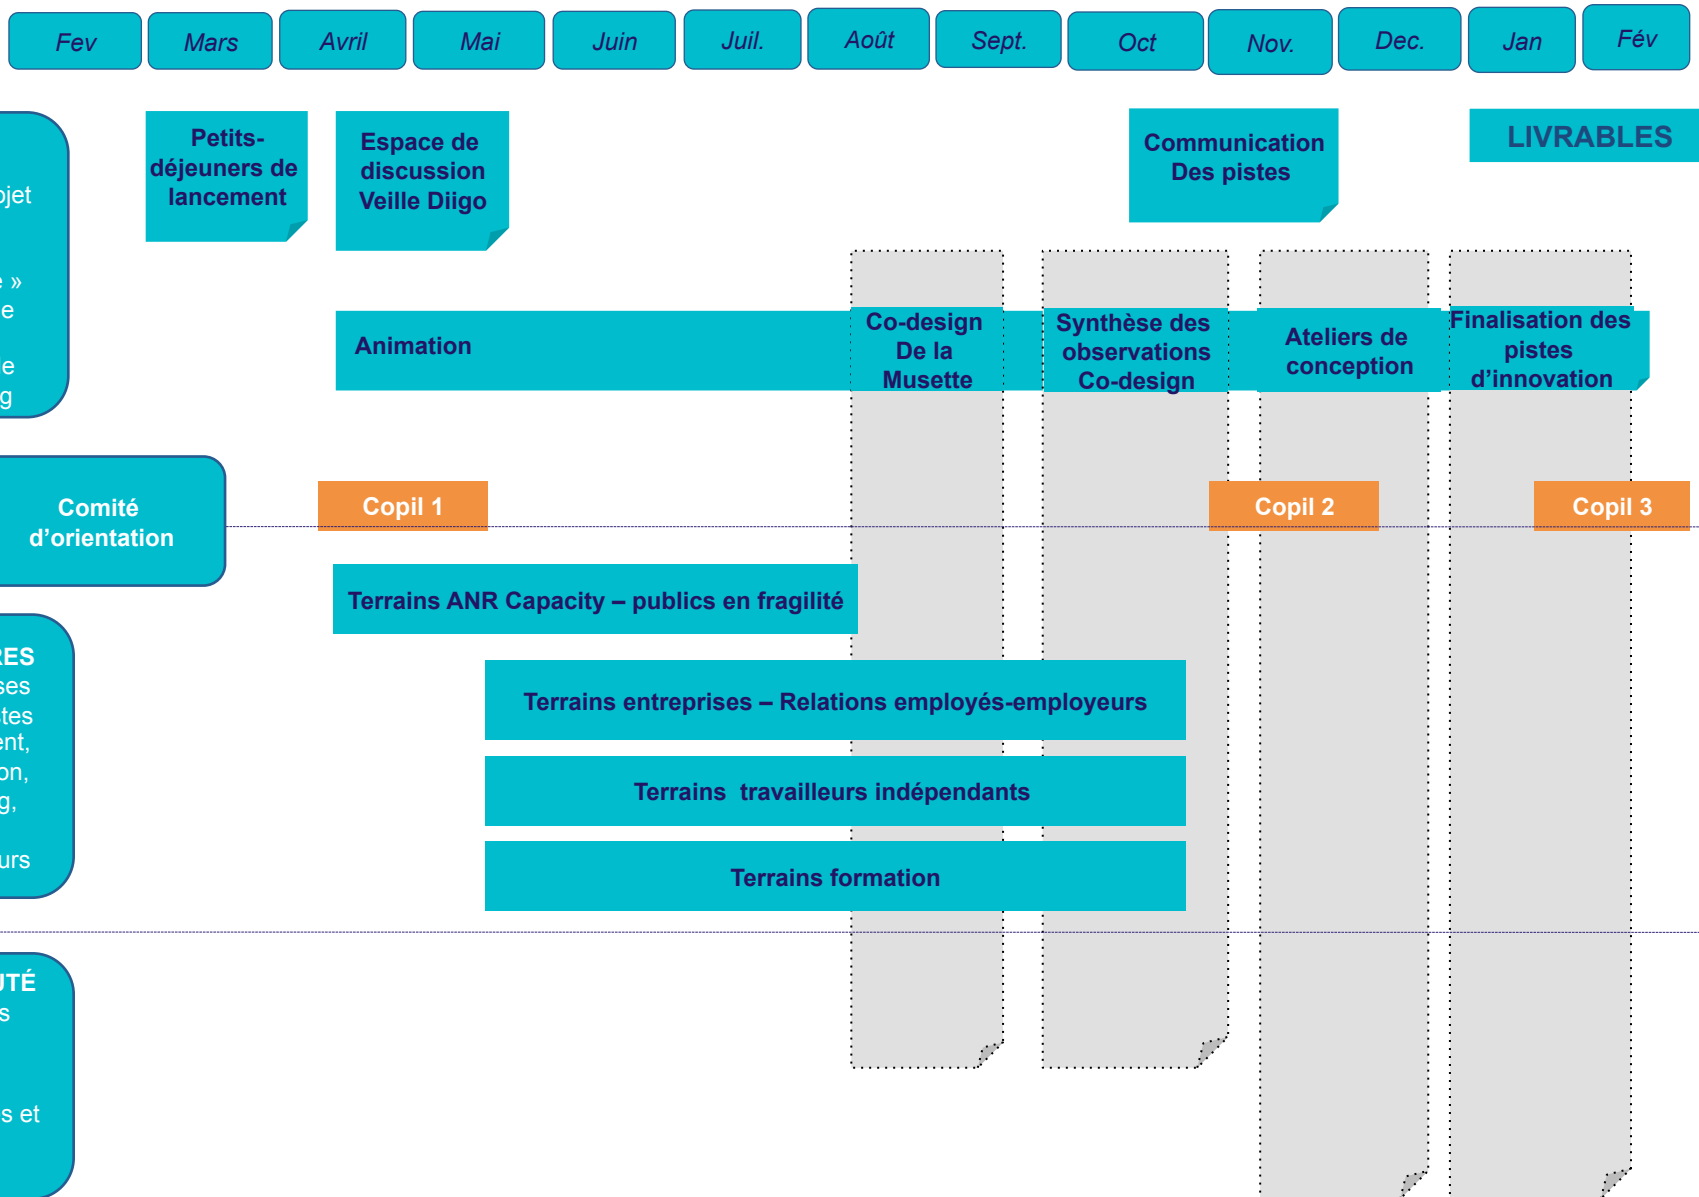 Fev Mars Avril Mai Juin Juil. Août Sept. Oct Nov. Dec. Jan Fév
Petits-
déjeuners de
lancement
Espace de
discussion
Veille Diigo
Communication
Des pistes
LIVRABLES
e »
Animation
Co-design
De la
Musette
Synthèse des
observations
Co-design
Ateliers de
conception
Finalisation des
pistes
d’innovation
Comité
d’orientation
Copil 1
Copil 2
Copil 3
Terrains ANR Capacity – publics en fragilité
Terrains entreprises – Relations employés-employeurs
Terrains travailleurs indépendants
Terrains formation
s et